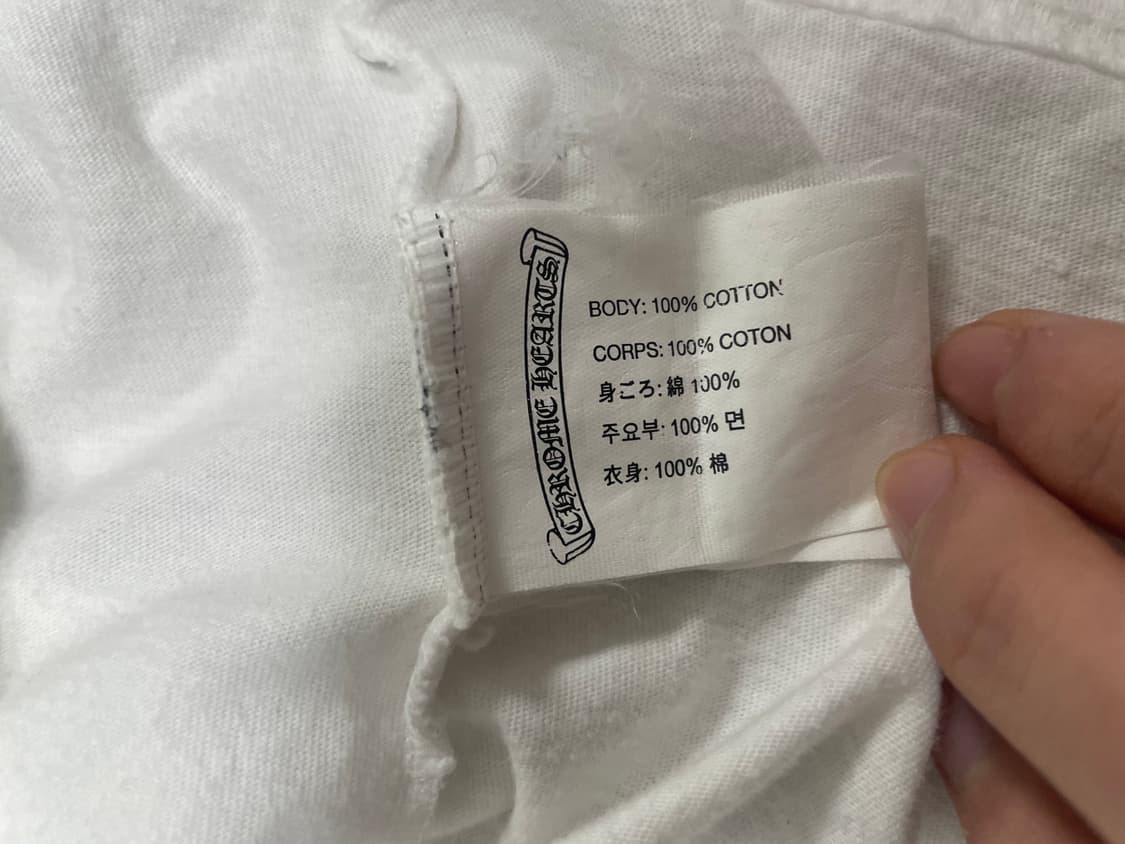 CHROME HEARTS
BODY: 100% COTTON
CORPS: 100% COTON
身ごろ: 綿 100%
주요부: 100% 면
衣身: 100% 棉